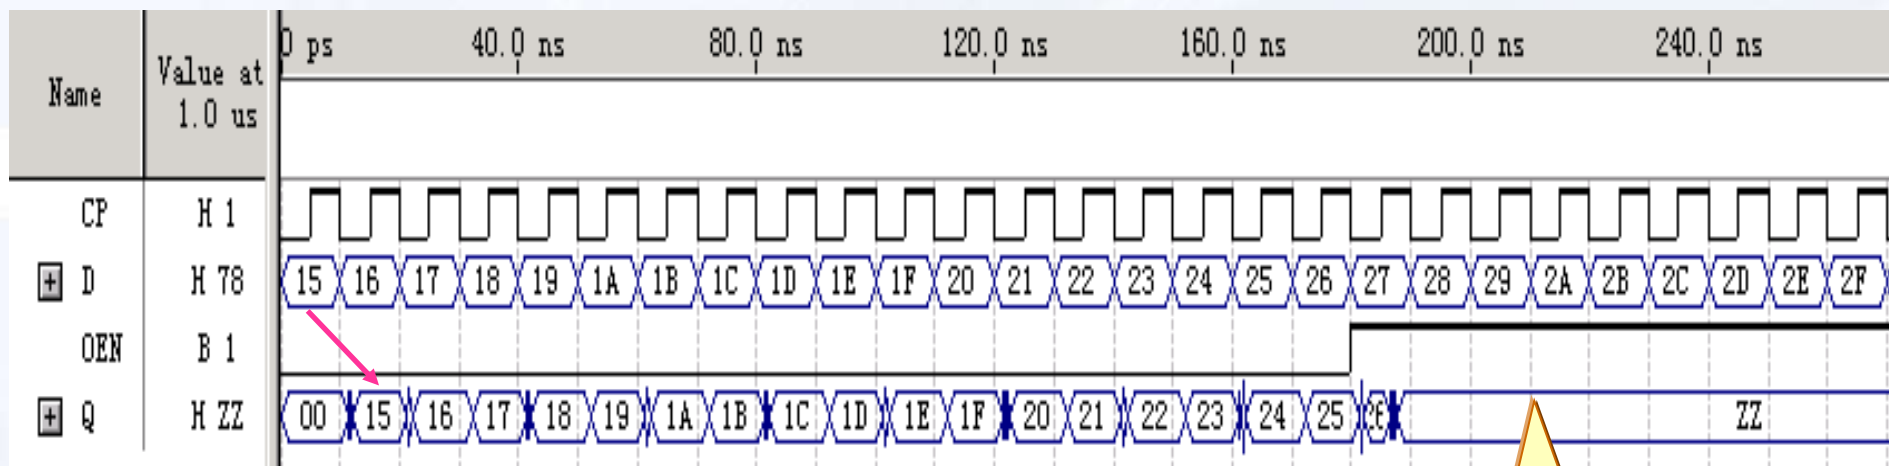 Name Value at 1.0 us 0 ps 40.0 ns 80.0 ns 120.0 ns 160.0 ns 200.0 ns 240.0 ns
CP H 1
+ D H 78 15 16 17 18 19 1A 1B 1C 1D 1E 1F 20 21 22 23 24 25 26 27 28 29 2A 2B 2C 2D 2E 2F
OEN B 1
+ Q H ZZ 00 15 16 17 18 19 1A 1B 1C 1D 1E 1F 20 21 22 23 24 25 26 ZZ